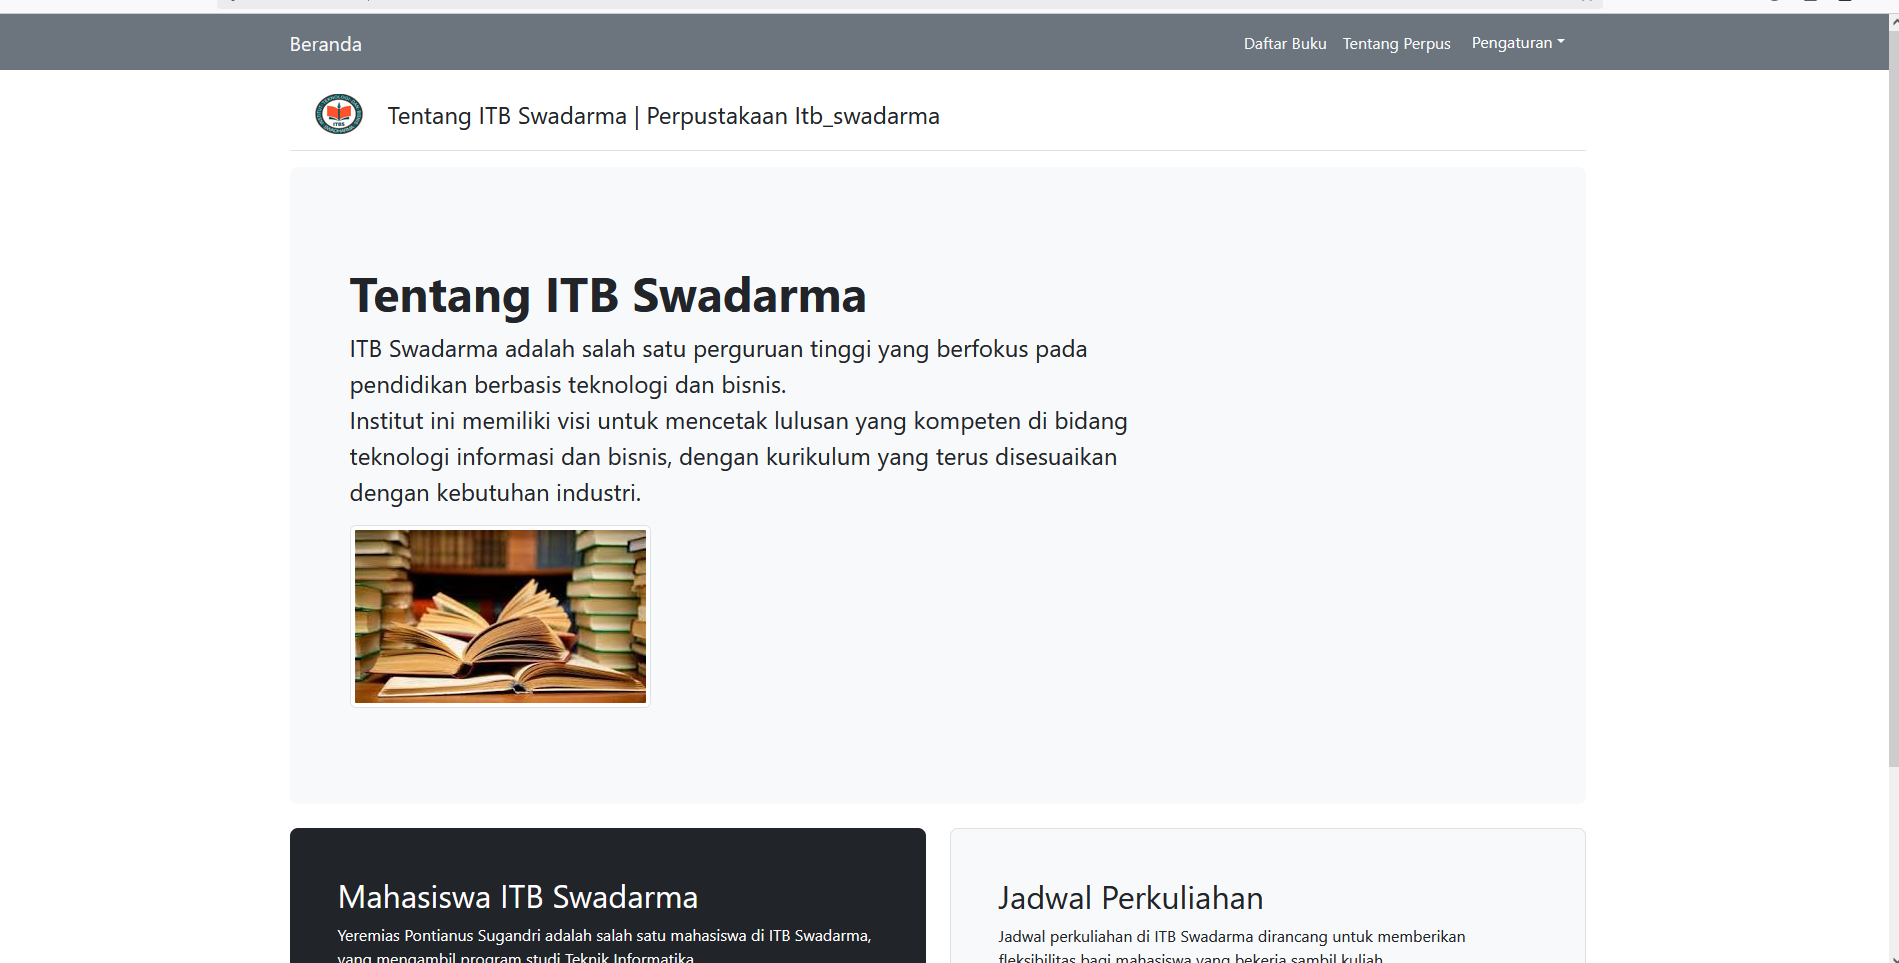 Beranda
Daftar Buku Tentang Perpus Pengaturan
ITBS
Tentang ITB Swadarma | Perpustakaan Itb_swadarma
Tentang ITB Swadarma
ITB Swadarma adalah salah satu perguruan tinggi yang berfokus pada
pendidikan berbasis teknologi dan bisnis.
Institut ini memiliki visi untuk mencetak lulusan yang kompeten di bidang
teknologi informasi dan bisnis, dengan kurikulum yang terus disesuaikan
dengan kebutuhan industri.
Mahasiswa ITB Swadarma
Yeremias Pontianus Sugandri adalah salah satu mahasiswa di ITB Swadarma,
yang mengambil program studi Teknik Informatika
Jadwal Perkuliahan
Jadwal perkuliahan di ITB Swadarma dirancang untuk memberikan
fleksibilitas bagi mahasiswa yang bekerja sambil kuliah